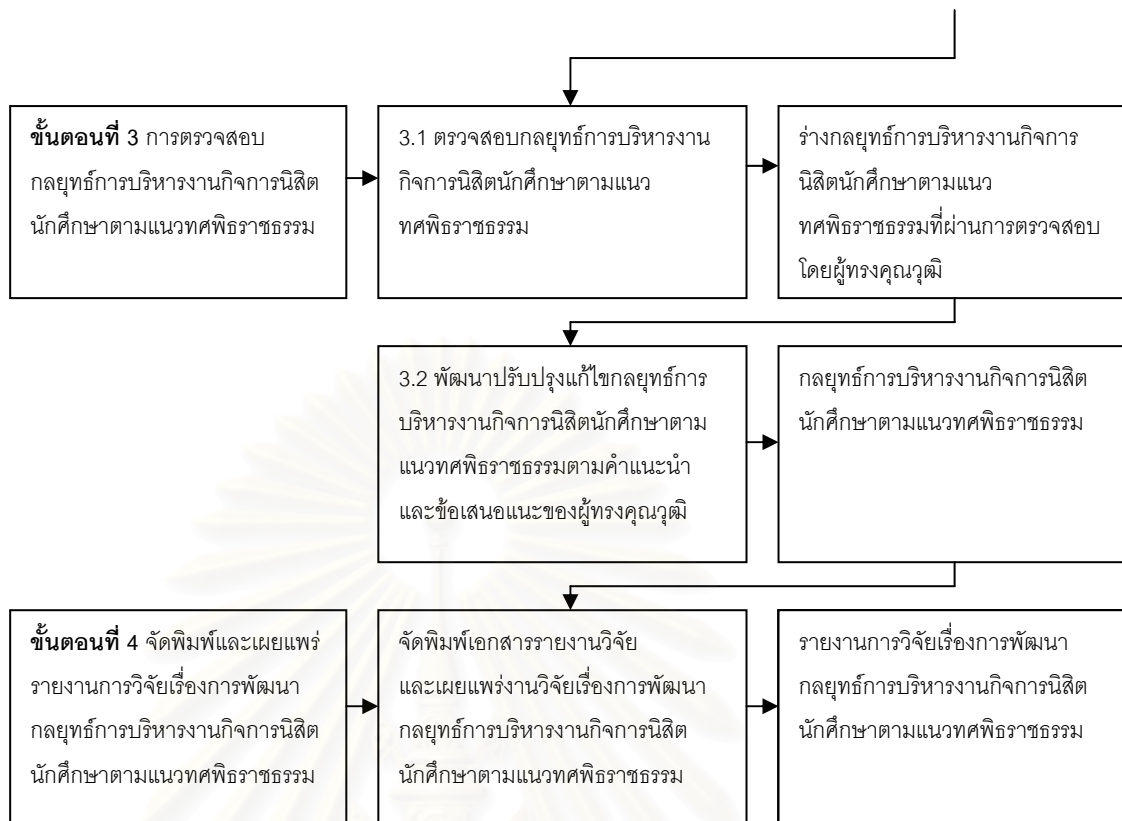 ขั้นตอนที่ 3 การตรวจสอบ
กลยุทธ์การบริหารงานกิจการนิสิต
นักศึกษาตามแนวทศพิธราชธรรม
3.1 ตรวจสอบกลยุทธ์การบริหารงาน
กิจการนิสิตนักศึกษาตามแนว
ทศพิธราชธรรม
ร่างกลยุทธ์การบริหารงานกิจการ
นิสิตนักศึกษาตามแนว
ทศพิธราชธรรมที่ผ่านการตรวจสอบ
โดยผู้ทรงคุณวุฒิ
3.2 พัฒนาปรับปรุงแก้ไขกลยุทธ์การ
บริหารงานกิจการนิสิตนักศึกษาตาม
แนวทศพิธราชธรรมตามคำแนะนำ
และข้อเสนอแนะของผู้ทรงคุณวุฒิ
กลยุทธ์การบริหารงานกิจการนิสิต
นักศึกษาตามแนวทศพิธราชธรรม
ขั้นตอนที่ 4 จัดพิมพ์และเผยแพร่
รายงานการวิจัยเรื่องการพัฒนา
กลยุทธ์การบริหารงานกิจการนิสิต
นักศึกษาตามแนวทศพิธราชธรรม
จัดพิมพ์เอกสารรายงานวิจัย
และเผยแพร่งานวิจัยเรื่องการพัฒนา
กลยุทธ์การบริหารงานกิจการนิสิต
นักศึกษาตามแนวทศพิธราชธรรม
รายงานการวิจัยเรื่องการพัฒนา
กลยุทธ์การบริหารงานกิจการนิสิต
นักศึกษาตามแนวทศพิธราชธรรม